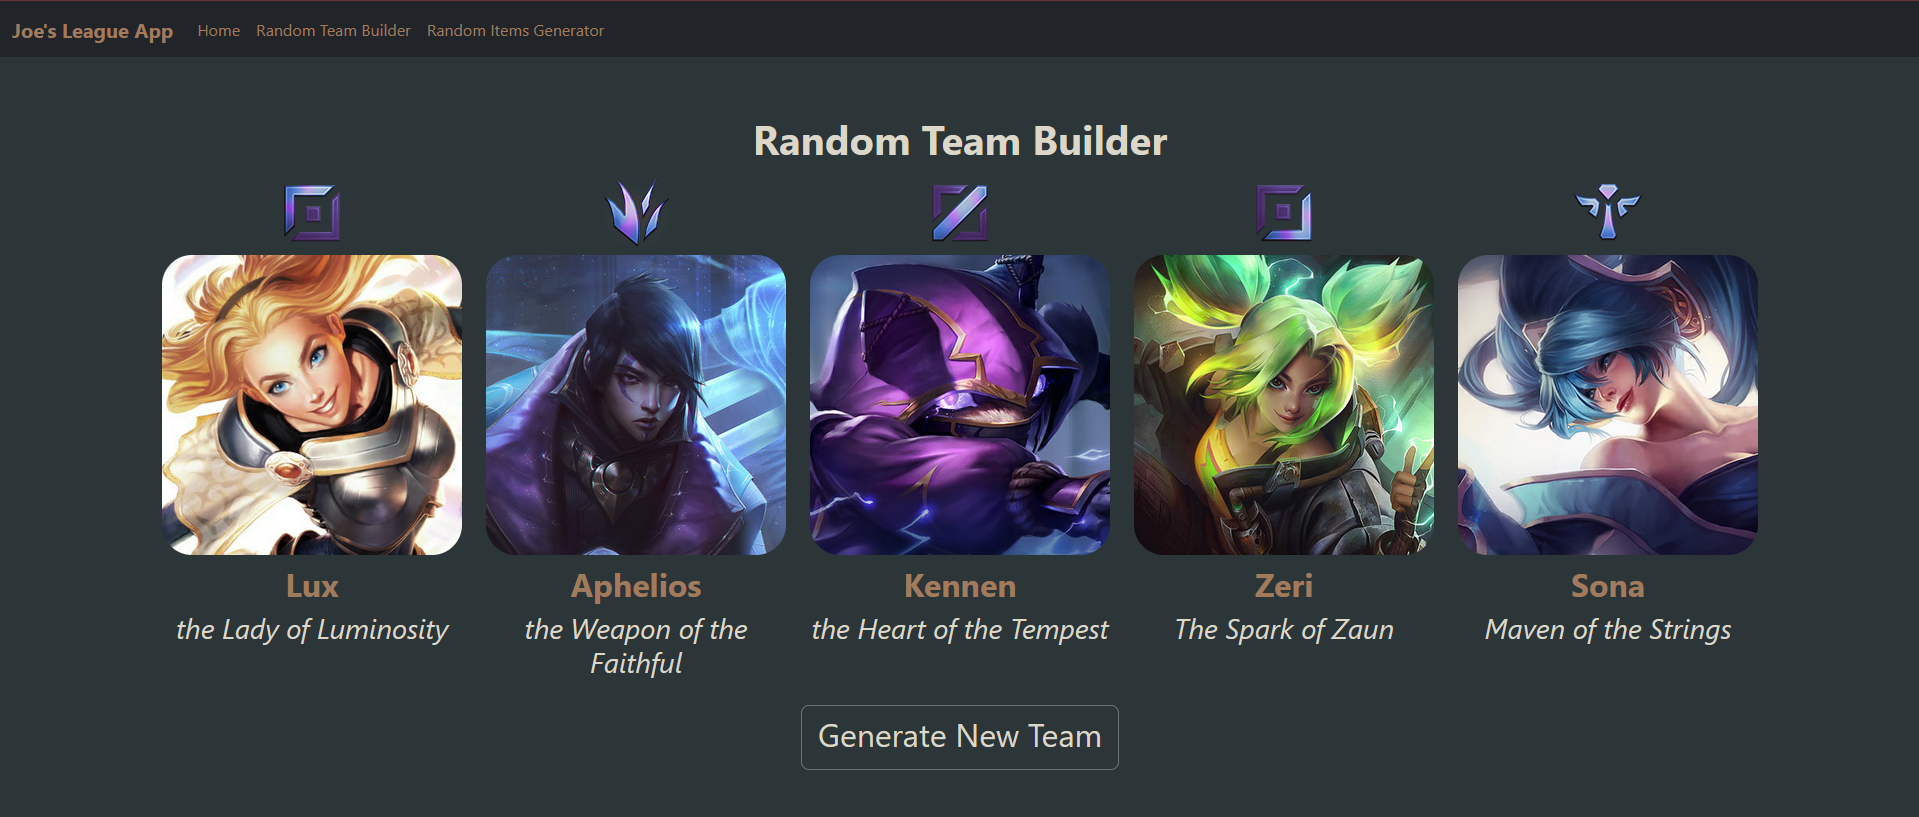 Joe's League App Home Random Team Builder Random Items Generator
Random Team Builder
Lux
the Lady of Luminosity
Aphelios
the Weapon of the
Faithful
Kennen
the Heart of the Tempest
Zeri
The Spark of Zaun
Sona
Maven of the Strings
Generate New Team